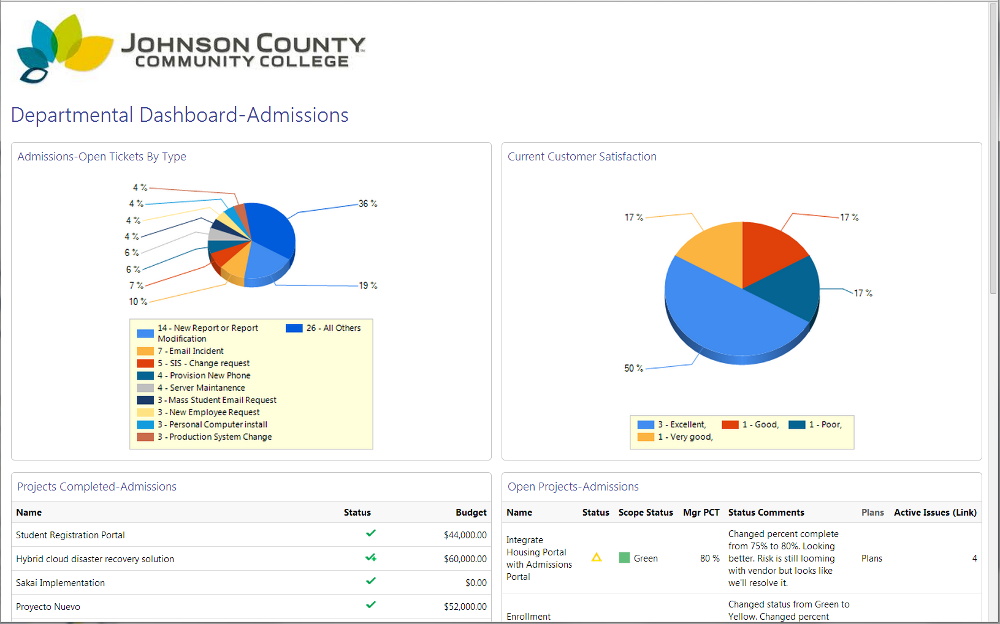 JOHNSON COUNTY™
COMMUNITY COLLEGE
Departmental Dashboard-Admissions
Admissions-Open Tickets By Type
4 %
4 %
4 %
4 %
6 %
6 %
7 %
10 %
36 %
19 %
14 - New Report or Report
Modification
26 - All Others
7 - Email Incident
5 - SIS - Change request
4 - Provision New Phone
4 - Server Maintanence
3 - Mass Student Email Request
3 - New Employee Request
3 - Personal Computer install
3 - Production System Change
Current Customer Satisfaction
17 %
17 %
17 %
50 %
3 - Excellent,
1 - Good,
1 - Poor,
1 - Very good,
Projects Completed-Admissions
Name Status Budget
Student Registration Portal $44,000.00
Hybrid cloud disaster recovery solution $60,000.00
Sakai Implementation $0.00
Proyecto Nuevo $52,000.00
Open Projects-Admissions
Name Status Scope Status Mgr PCT Status Comments Plans Active Issues (Link)
Integrate
Housing Portal
with Admissions
Portal
Green
80 %
Changed percent complete
from 75% to 80%. Looking
better. Risk is still looming
with vendor but looks like
we'll resolve it.
Plans
4
Enrollment
Changed status from Green to
Yellow. Changed percent